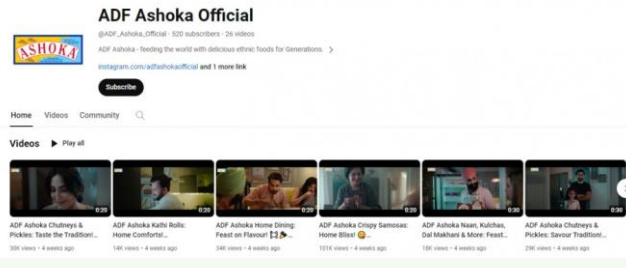 ADF Ashoka Official
ASHOKA
@ADF_Ashoka_Official · 520 subscribers · 26 videos
ADF Ashoka - feeding the world with delicious ethnic foods for Generations.
instagram.com/adfashokaofficial and 1 more link
Subscribe
Home Videos Community
Videos Play all
0:20 0:20 0:20 0:20 0:30 0:30
ADF Ashoka Chutneys & Pickles: Taste the Tradition!...
30K views · 4 weeks ago
ADF Ashoka Kathi Rolls: Home Comforts!...
14K views · 4 weeks ago
ADF Ashoka Home Dining: Feast on Flavour! 🍽️🎉...
34K views · 4 weeks ago
ADF Ashoka Crispy Samosas: Home Bliss! 😋...
101K views · 4 weeks ago
ADF Ashoka Naan, Kulchas, Dal Makhani & More: Feast...
18K views · 4 weeks ago
ADF Ashoka Chutneys & Pickles: Savour Tradition!...
29K views · 4 weeks ago